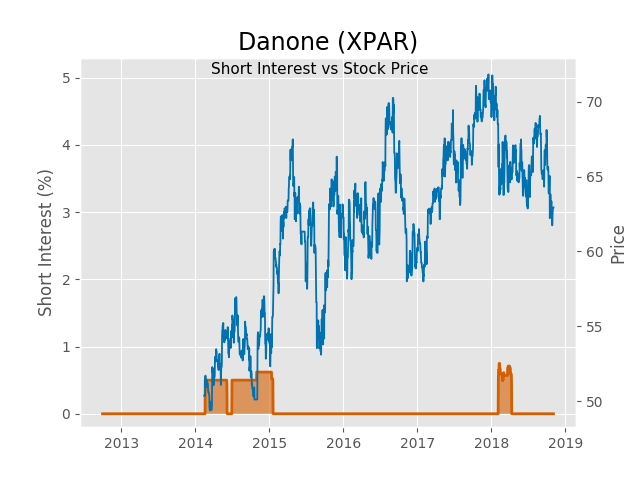 Danone (XPAR)
Short Interest vs Stock Price
Short Interest (%)
5
4
3
2
1
0
70
65
60
55
50
Price
2013 2014 2015 2016 2017 2018 2019